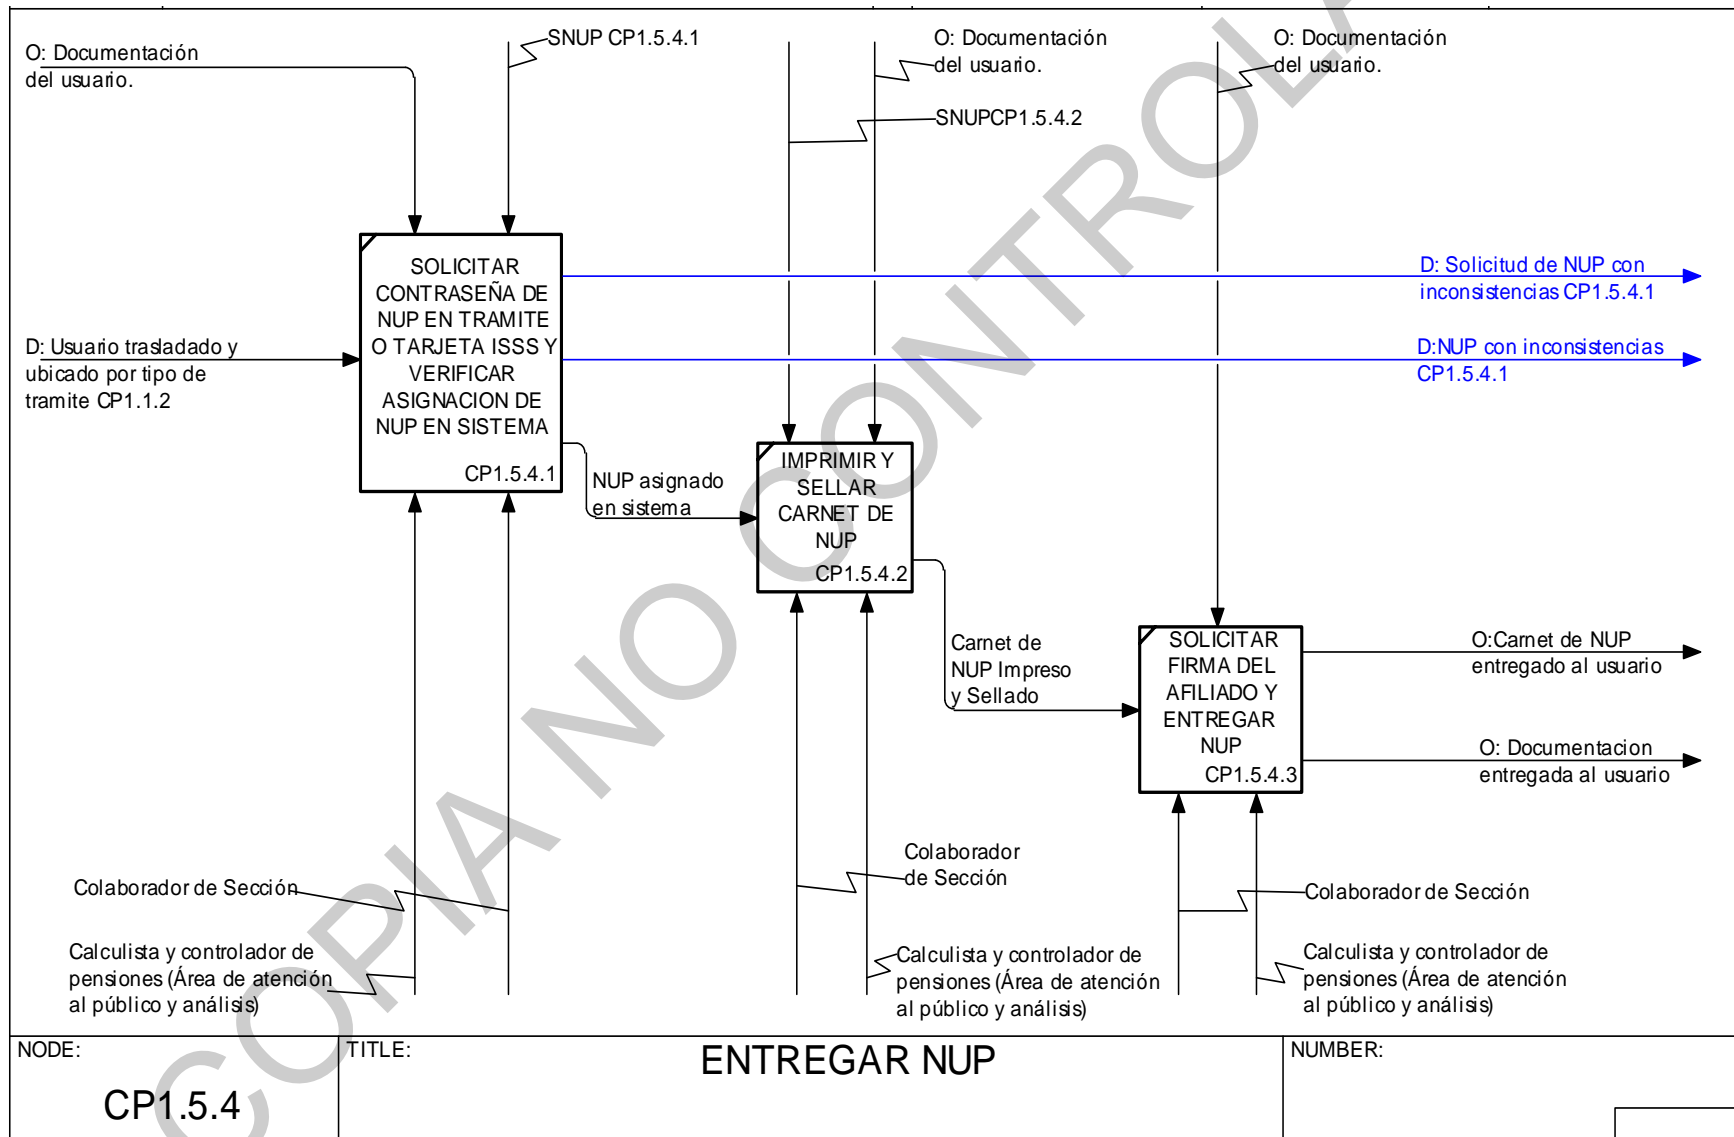 O: Documentación
del usuario.
SNUP CP1.5.4.1
O: Documentación
del usuario.
SNUPCP1.5.4.2
O: Documentación
del usuario.
D: Usuario trasladado y
ubicado por tipo de
tramite CP1.1.2
SOLICITAR
CONTRASEÑA DE
NUP EN TRAMITE
O TARJETA ISSS Y
VERIFICAR
ASIGNACION DE
NUP EN SISTEMA
CP1.5.4.1
D: Solicitud de NUP con
inconsistencias CP1.5.4.1
D:NUP con inconsistencias
CP1.5.4.1
NUP asignado
en sistema
IMPRIMIR Y
SELLAR
CARNET DE
NUP
CP1.5.4.2
Carnet de
NUP Impreso
y Sellado
SOLICITAR
FIRMA DEL
AFILIADO Y
ENTREGAR
NUP
CP1.5.4.3
O:Carnet de NUP
entregado al usuario
O: Documentacion
entregada al usuario
Colaborador de Sección
Calculista y controlador de
pensiones (Área de atención
al público y análisis)
Colaborador
de Sección
Calculista y controlador de
pensiones (Área de atención
al público y análisis)
Colaborador de Sección
Calculista y controlador de
pensiones (Área de atención
al público y análisis)
COPIA NO CONTROLA
NODE:
CP1.5.4
TITLE:
ENTREGAR NUP
NUMBER: